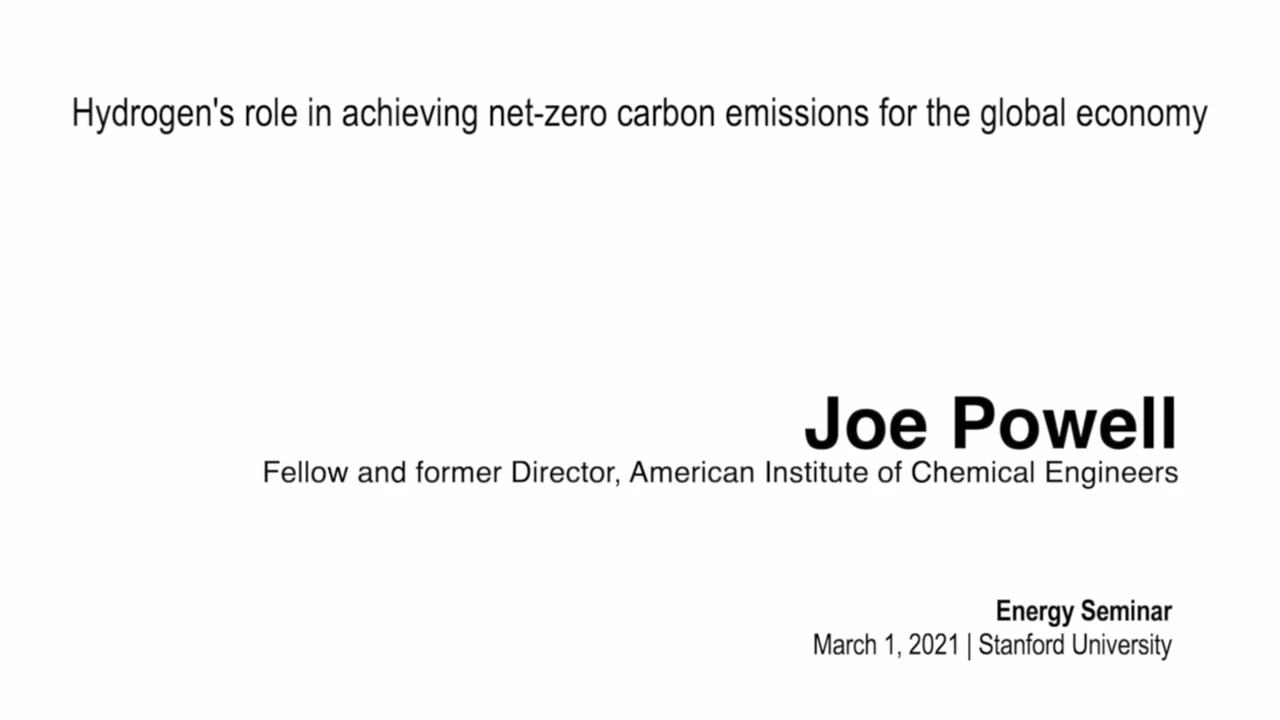 Hydrogen's role in achieving net-zero carbon emissions for the global economy
Joe Powell
Fellow and former Director, American Institute of Chemical Engineers
Energy Seminar
March 1, 2021 | Stanford University